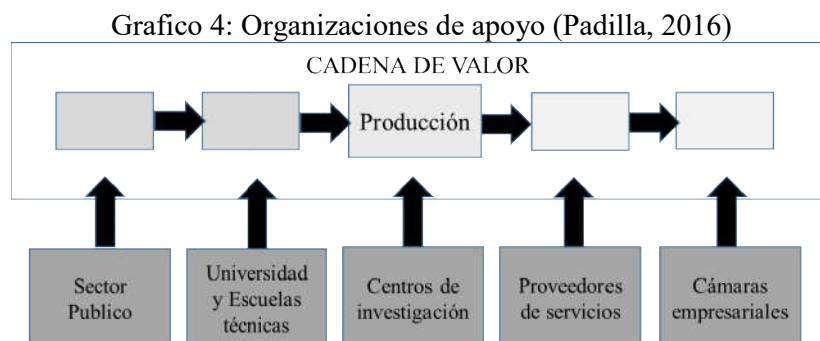 Grafico 4: Organizaciones de apoyo (Padilla, 2016)
CADENA DE VALOR
Producción
Sector
Publico
Universidad
y Escuelas
técnicas
Centros de
investigación
Proveedores
de servicios
Cámaras
empresariales